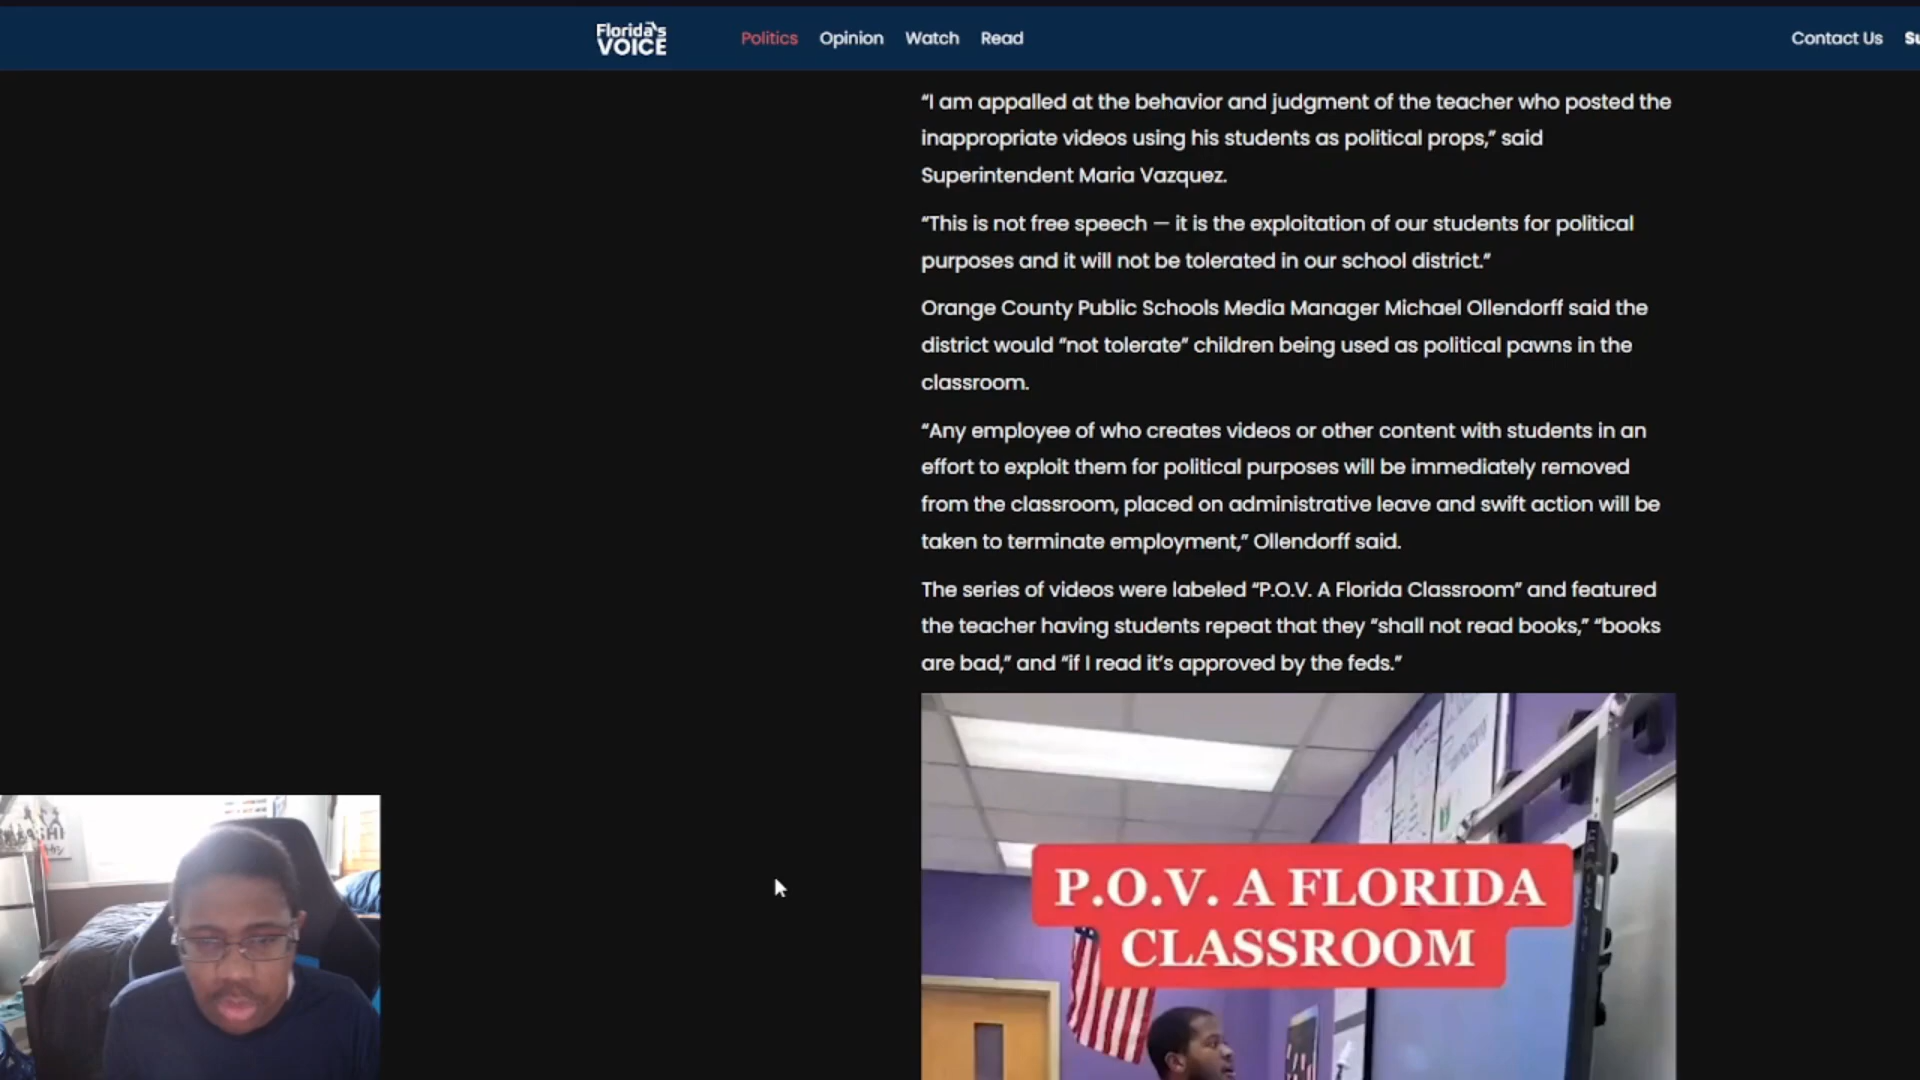 Florida's
VOICE
Politics Opinion Watch Read Contact Us Su
“I am appalled at the behavior and judgment of the teacher who posted the
inappropriate videos using his students as political props,” said
Superintendent Maria Vazquez.
“This is not free speech — it is the exploitation of our students for political
purposes and it will not be tolerated in our school district.”
Orange County Public Schools Media Manager Michael Ollendorff said the
district would “not tolerate” children being used as political pawns in the
classroom.
“Any employee of who creates videos or other content with students in an
effort to exploit them for political purposes will be immediately removed
from the classroom, placed on administrative leave and swift action will be
taken to terminate employment,” Ollendorff said.
The series of videos were labeled “P.O.V. A Florida Classroom” and featured
the teacher having students repeat that they “shall not read books,” “books
are bad,” and “if I read it’s approved by the feds.”
P.O.V. A FLORIDA
CLASSROOM